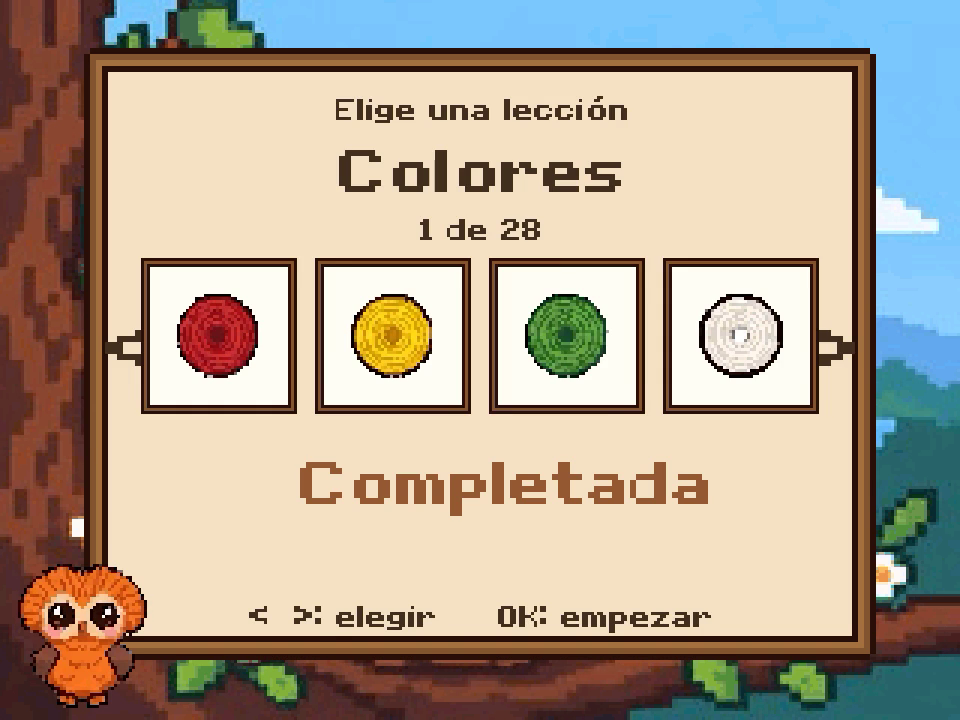 Elige una lección
Colores
1 de 28
Completada
< >: elegir OK: empezar